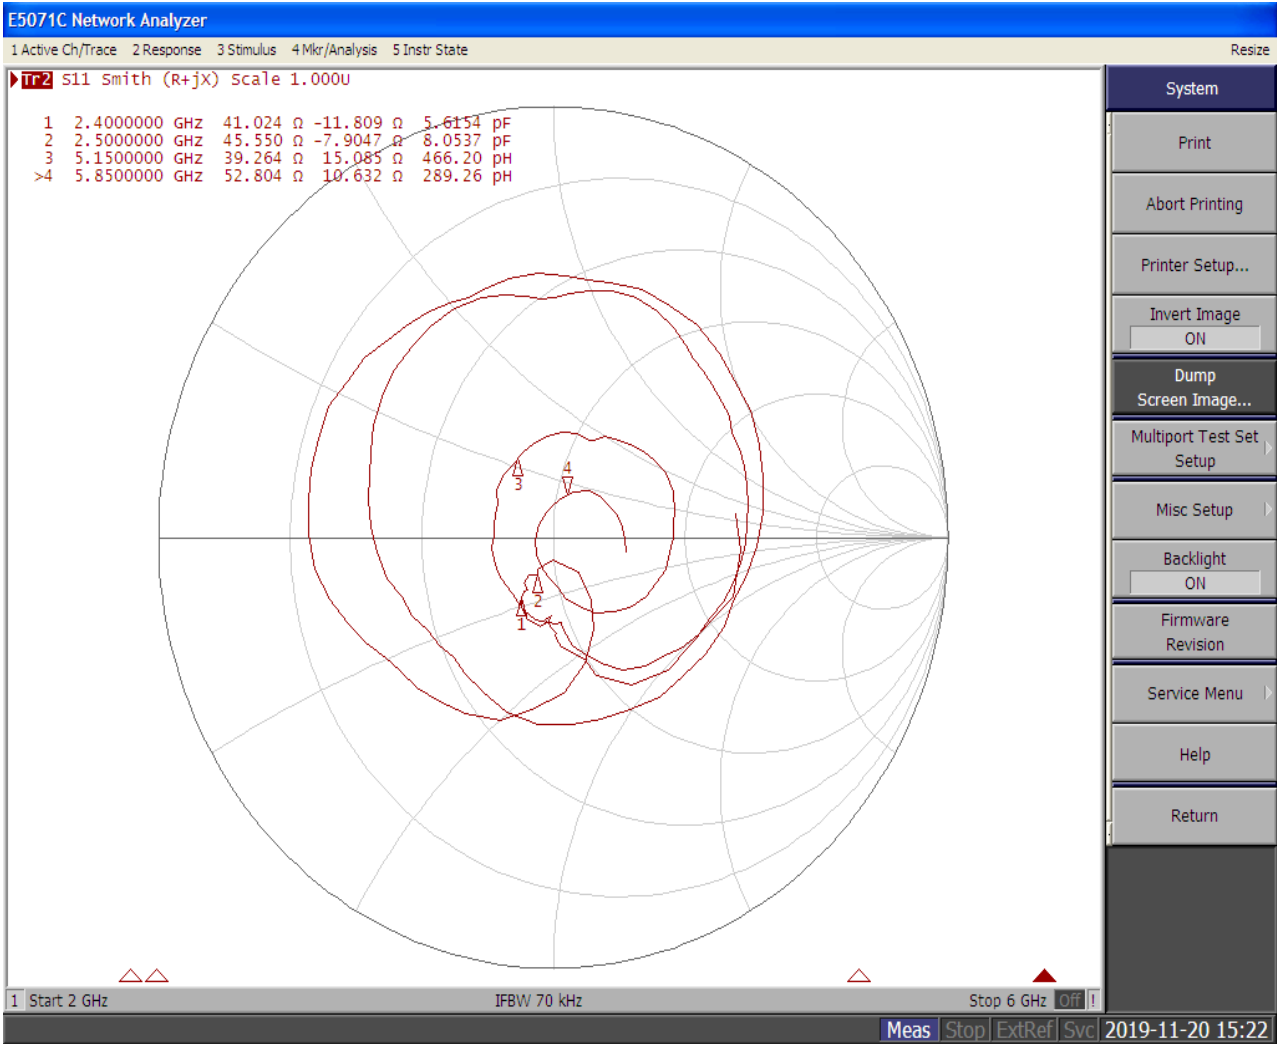 E5071C Network Analyzer
1 Active Ch/Trace 2 Response 3 Stimulus 4 Mkr/Analysis 5 Instr State Resize
Tr2 S11 Smith (R+jX) Scale 1.000U
1 2.4000000 GHz 41.024 Ω -11.809 Ω 5.6154 pF
2 2.5000000 GHz 45.550 Ω -7.9047 Ω 8.0537 pF
3 5.1500000 GHz 39.264 Ω 15.085 Ω 466.20 pH
>4 5.8500000 GHz 52.804 Ω 10.632 Ω 289.26 pH
4
3
2
1
System
Print
Abort Printing
Printer Setup...
Invert Image
ON
Dump
Screen Image...
Multiport Test Set
Setup
Misc Setup
Backlight
ON
Firmware
Revision
Service Menu
Help
Return
1 Start 2 GHz IFBW 70 kHz Stop 6 GHz Off !
Meas Stop ExtRef Svc 2019-11-20 15:22